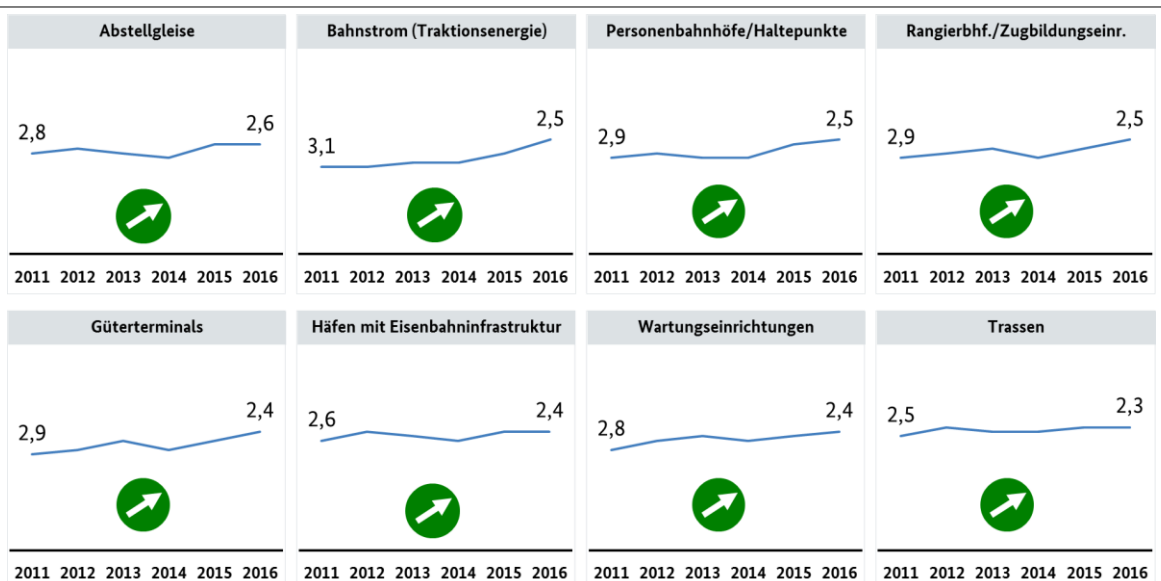 Abstellgleise
2,8
2,6
2011 2012 2013 2014 2015 2016
Bahnstrom (Traktionsenergie)
3,1
2,5
2011 2012 2013 2014 2015 2016
Personenbahnhöfe/Haltepunkte
2,9
2,5
2011 2012 2013 2014 2015 2016
Rangierbhf./Zugbildungseinr.
2,9
2,5
2011 2012 2013 2014 2015 2016
Güterterminals
2,9
2,4
2011 2012 2013 2014 2015 2016
Häfen mit Eisenbahninfrastruktur
2,6
2,4
2011 2012 2013 2014 2015 2016
Wartungseinrichtungen
2,8
2,4
2011 2012 2013 2014 2015 2016
Trassen
2,5
2,3
2011 2012 2013 2014 2015 2016